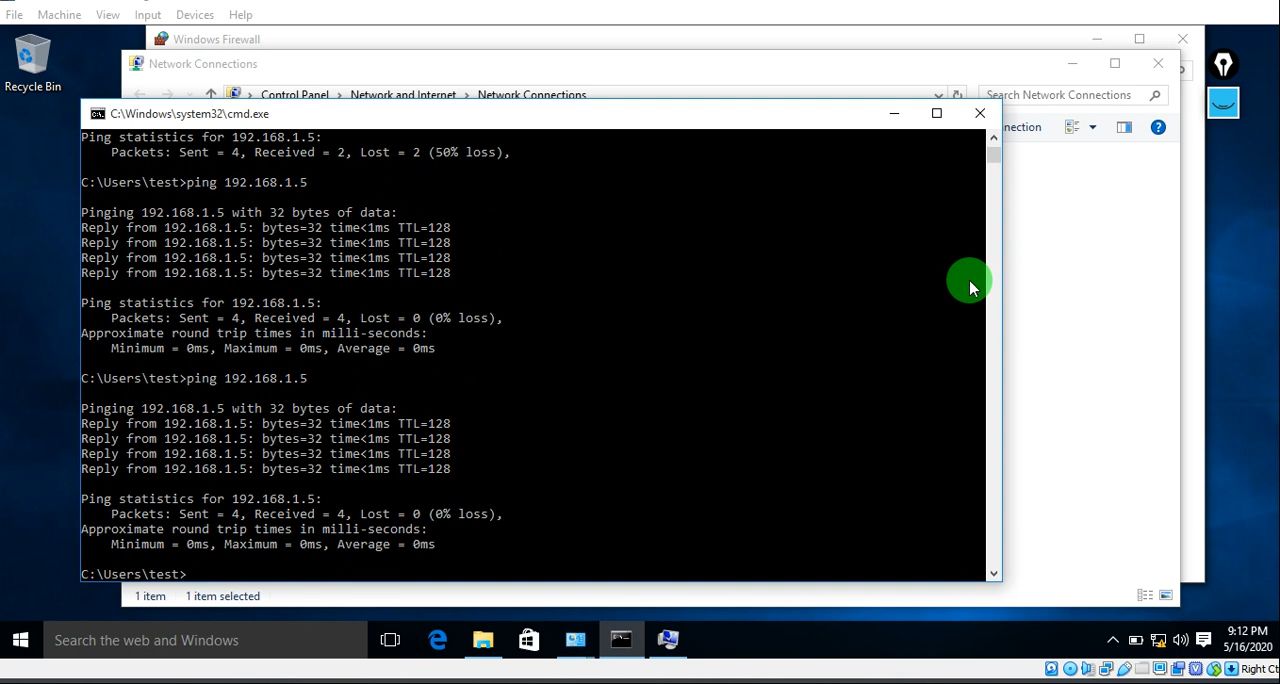 File Machine View Input Devices Help
Windows Firewall
Recycle Bin
Network Connections
Control Panel > Network and Internet > Network Connections
Search Network Connections
C:\Windows\system32\cmd.exe
nection
Ping statistics for 192.168.1.5:
Packets: Sent = 4, Received = 2, Lost = 2 (50% loss),
C:\Users\test>ping 192.168.1.5
Pinging 192.168.1.5 with 32 bytes of data:
Reply from 192.168.1.5: bytes=32 time<1ms TTL=128
Reply from 192.168.1.5: bytes=32 time<1ms TTL=128
Reply from 192.168.1.5: bytes=32 time<1ms TTL=128
Reply from 192.168.1.5: bytes=32 time<1ms TTL=128
Ping statistics for 192.168.1.5:
Packets: Sent = 4, Received = 4, Lost = 0 (0% loss),
Approximate round trip times in milli-seconds:
Minimum = 0ms, Maximum = 0ms, Average = 0ms
C:\Users\test>ping 192.168.1.5
Pinging 192.168.1.5 with 32 bytes of data:
Reply from 192.168.1.5: bytes=32 time<1ms TTL=128
Reply from 192.168.1.5: bytes=32 time<1ms TTL=128
Reply from 192.168.1.5: bytes=32 time<1ms TTL=128
Reply from 192.168.1.5: bytes=32 time<1ms TTL=128
Ping statistics for 192.168.1.5:
Packets: Sent = 4, Received = 4, Lost = 0 (0% loss),
Approximate round trip times in milli-seconds:
Minimum = 0ms, Maximum = 0ms, Average = 0ms
C:\Users\test>
1 item 1 item selected
Search the web and Windows
9:12 PM
5/16/2020
Right Ct